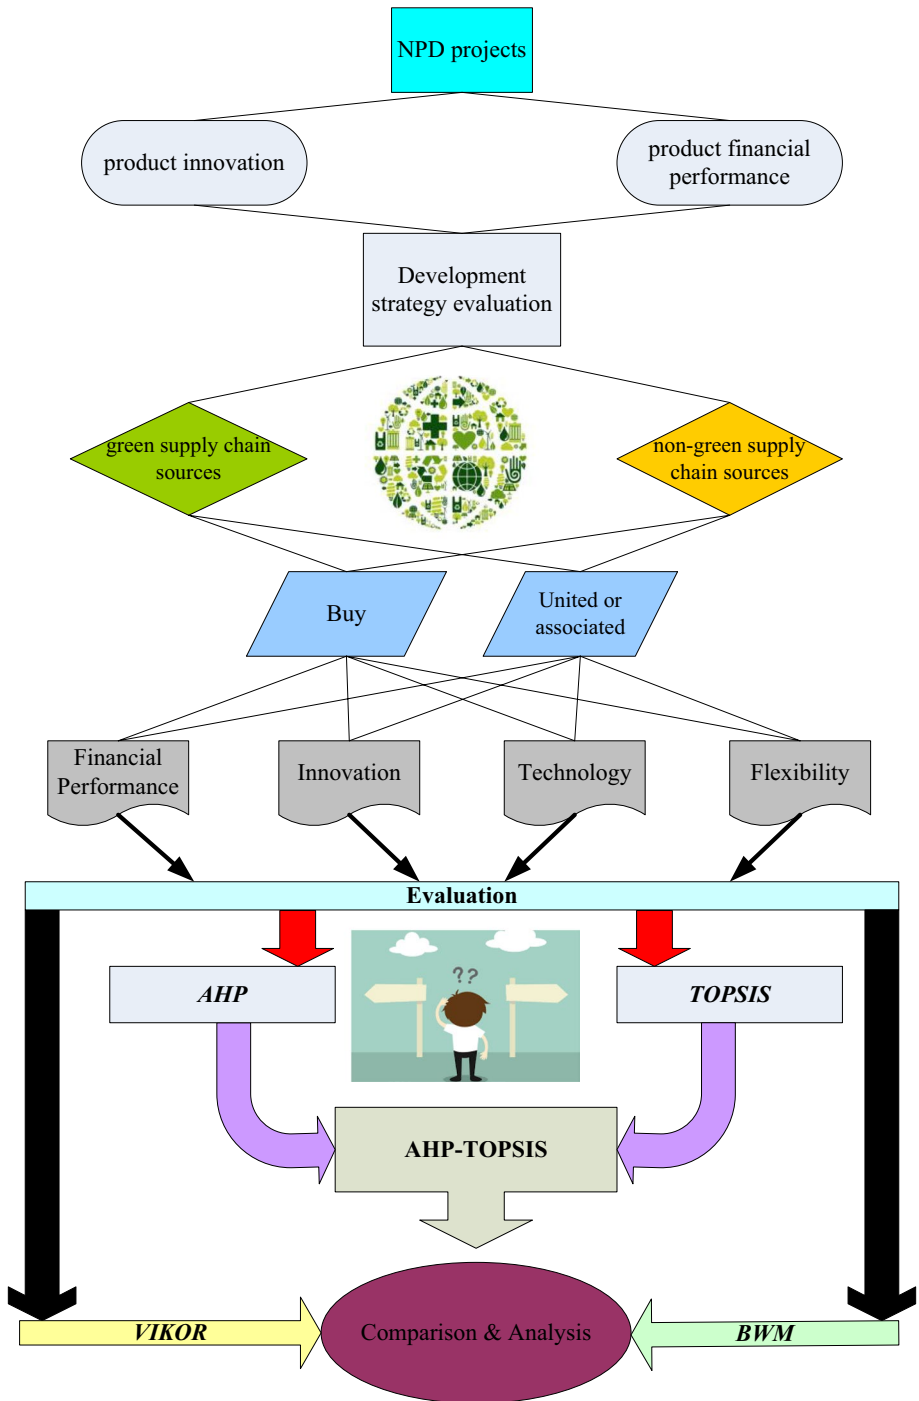 NPD projects
product innovation
product financial
performance
Development
strategy evaluation
green supply chain
sources
non-green supply
chain sources
Buy
United or
associated
Financial
Performance
Innovation
Technology
Flexibility
Evaluation
??
AHP
TOPSIS
AHP-TOPSIS
VIKOR
Comparison & Analysis
BWM